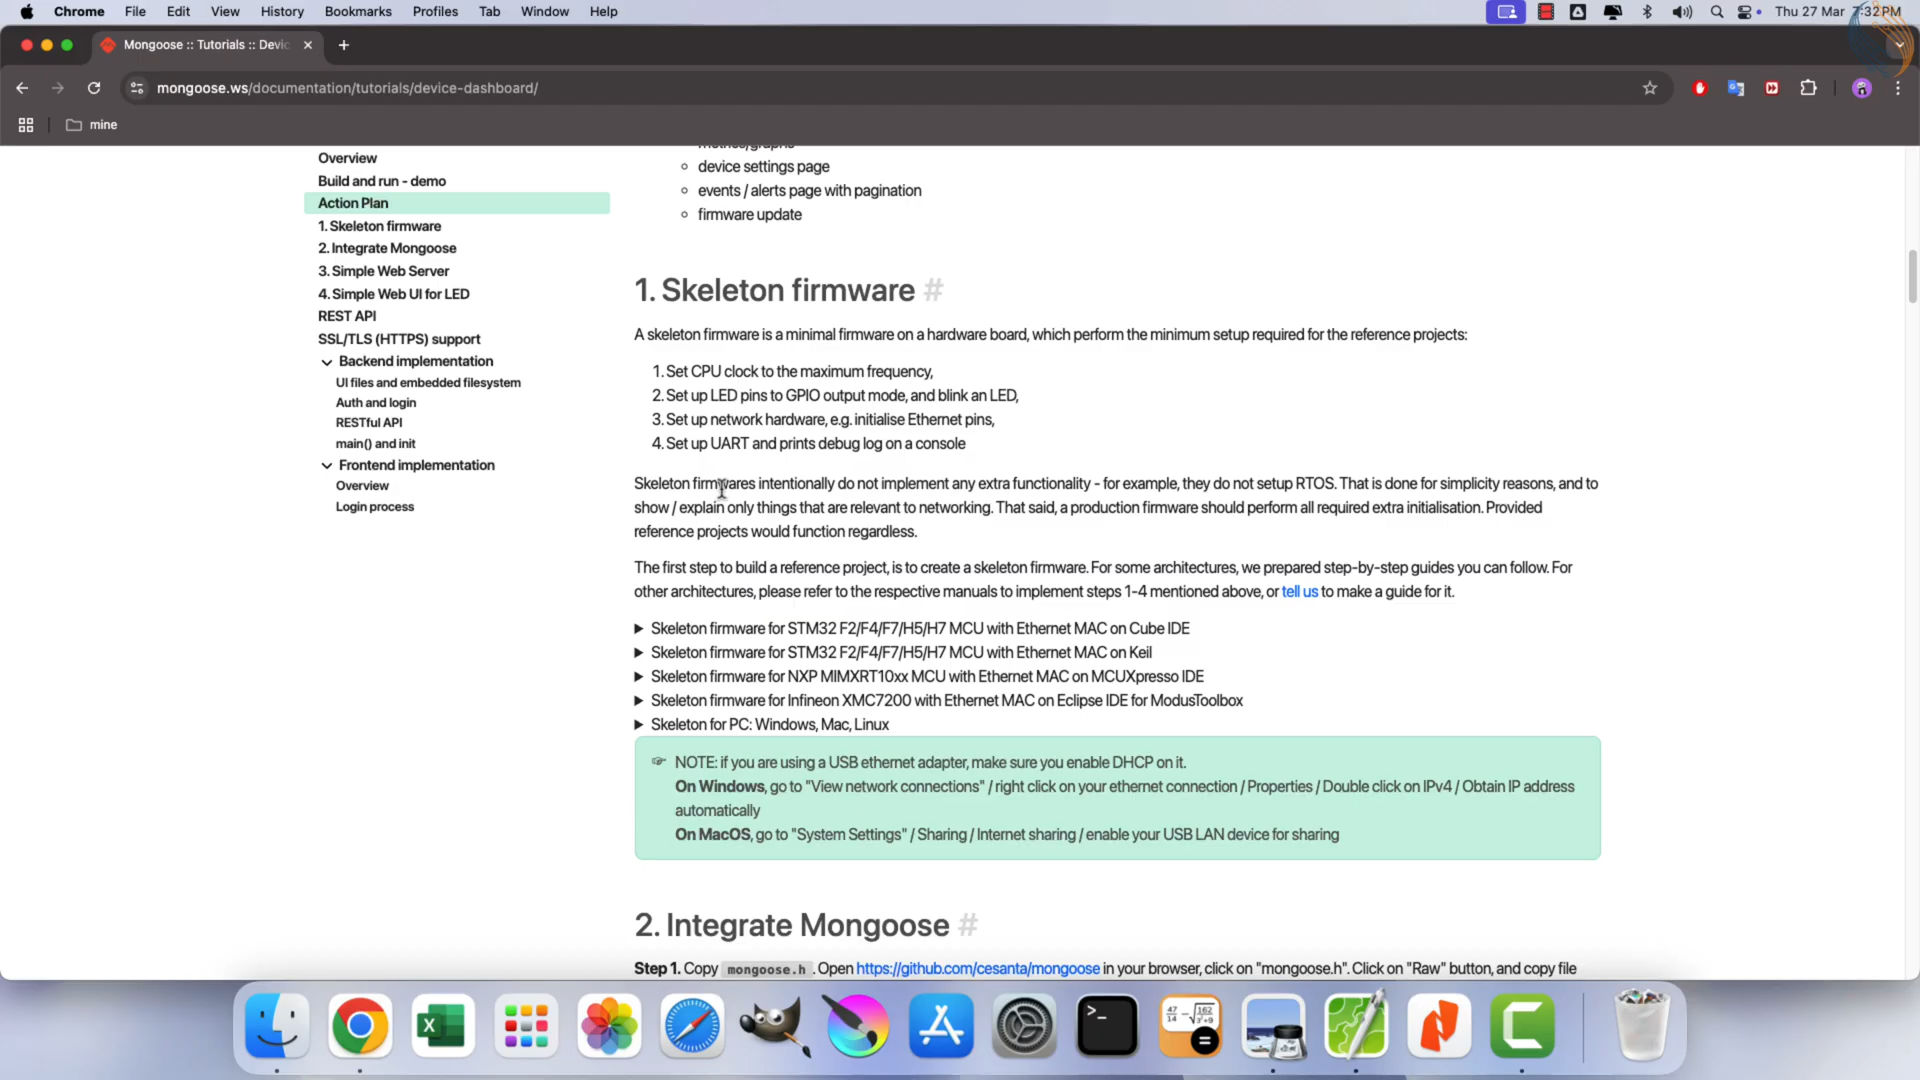 Chrome File Edit View History Bookmarks Profiles Tab Window Help Thu 27 Mar 7:32PM
Mongoose :: Tutorials :: Devic
mongoose.ws/documentation/tutorials/device-dashboard/
mine
Overview
Build and run - demo
Action Plan
1. Skeleton firmware
2. Integrate Mongoose
3. Simple Web Server
4. Simple Web UI for LED
REST API
SSL/TLS (HTTPS) support
Backend implementation
UI files and embedded filesystem
Auth and login
RESTful API
main() and init
Frontend implementation
Overview
Login process
metrics/graphs
device settings page
events / alerts page with pagination
firmware update
1. Skeleton firmware #
A skeleton firmware is a minimal firmware on a hardware board, which perform the minimum setup required for the reference projects:
1. Set CPU clock to the maximum frequency,
2. Set up LED pins to GPIO output mode, and blink an LED,
3. Set up network hardware, e.g. initialise Ethernet pins,
4. Set up UART and prints debug log on a console
Skeleton firmwares intentionally do not implement any extra functionality - for example, they do not setup RTOS. That is done for simplicity reasons, and to
show / explain only things that are relevant to networking. That said, a production firmware should perform all required extra initialisation. Provided
reference projects would function regardless.
The first step to build a reference project, is to create a skeleton firmware. For some architectures, we prepared step-by-step guides you can follow. For
other architectures, please refer to the respective manuals to implement steps 1-4 mentioned above, or tell us to make a guide for it.
Skeleton firmware for STM32 F2/F4/F7/H5/H7 MCU with Ethernet MAC on Cube IDE
Skeleton firmware for STM32 F2/F4/F7/H5/H7 MCU with Ethernet MAC on Keil
Skeleton firmware for NXP MIMXRT10xx MCU with Ethernet MAC on MCUXpresso IDE
Skeleton firmware for Infineon XMC7200 with Ethernet MAC on Eclipse IDE for ModusToolbox
Skeleton for PC: Windows, Mac, Linux
NOTE: if you are using a USB ethernet adapter, make sure you enable DHCP on it.
On Windows, go to "View network connections" / right click on your ethernet connection / Properties / Double click on IPv4 / Obtain IP address
automatically
On MacOS, go to "System Settings" / Sharing / Internet sharing / enable your USB LAN device for sharing
2. Integrate Mongoose #
Step 1. Copy mongoose.h . Open https://github.com/cesanta/mongoose in your browser, click on "mongoose.h". Click on "Raw" button, and copy file